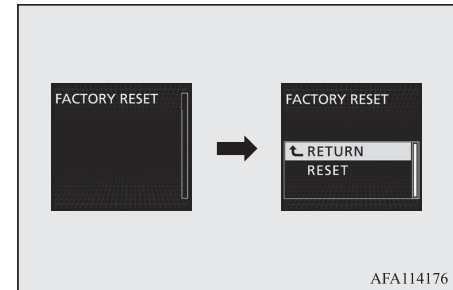 FACTORY RESET
FACTORY RESET
RETURN
RESET
AFA114176